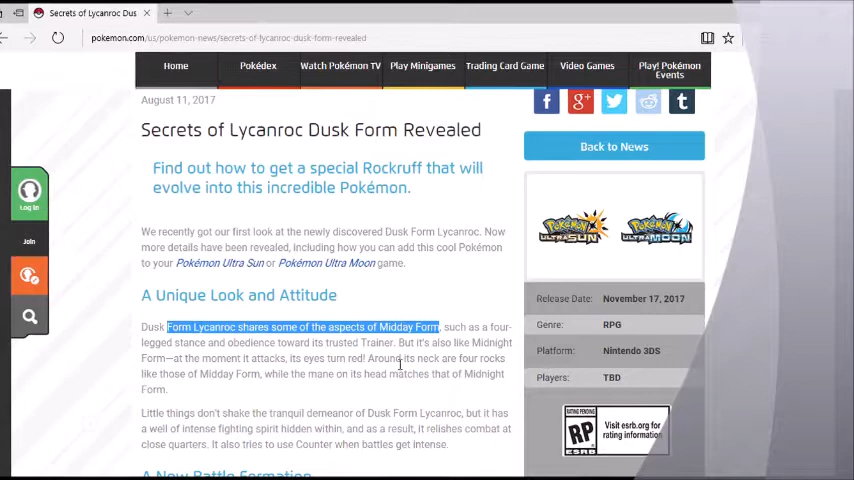 Secrets of Lycanroc Dus
pokemon.com/us/pokemon-news/secrets-of-lycanroc-dusk-form-revealed
Home
Pokédex
Watch Pokémon TV
Play Minigames
Trading Card Game
Video Games
Play! Pokémon
Events
August 11, 2017
Secrets of Lycanroc Dusk Form Revealed
Find out how to get a special Rockruff that will
evolve into this incredible Pokémon.
We recently got our first look at the newly discovered Dusk Form Lycanroc. Now
more details have been revealed, including how you can add this cool Pokémon
to your Pokémon Ultra Sun or Pokémon Ultra Moon game.
A Unique Look and Attitude
Dusk Form Lycanroc shares some of the aspects of Midday Form, such as a four-
legged stance and obedience toward its trusted Trainer. But it's also like Midnight
Form—at the moment it attacks, its eyes turn red! Around its neck are four rocks
like those of Midday Form, while the mane on its head matches that of Midnight
Form.
Little things don't shake the tranquil demeanor of Dusk Form Lycanroc, but it has
a well of intense fighting spirit hidden within, and as a result, it relishes combat at
close quarters. It also tries to use Counter when battles get intense.
A New Battle Formation
Log In
Join
f
g+
t
Back to News
POKÉMON
ULTRA SUN
POKÉMON
ULTRA MOON
Release Date: November 17, 2017
Genre: RPG
Platform: Nintendo 3DS
Players: TBD
RATING PENDING
RP
ESRB
Visit esrb.org for
rating information